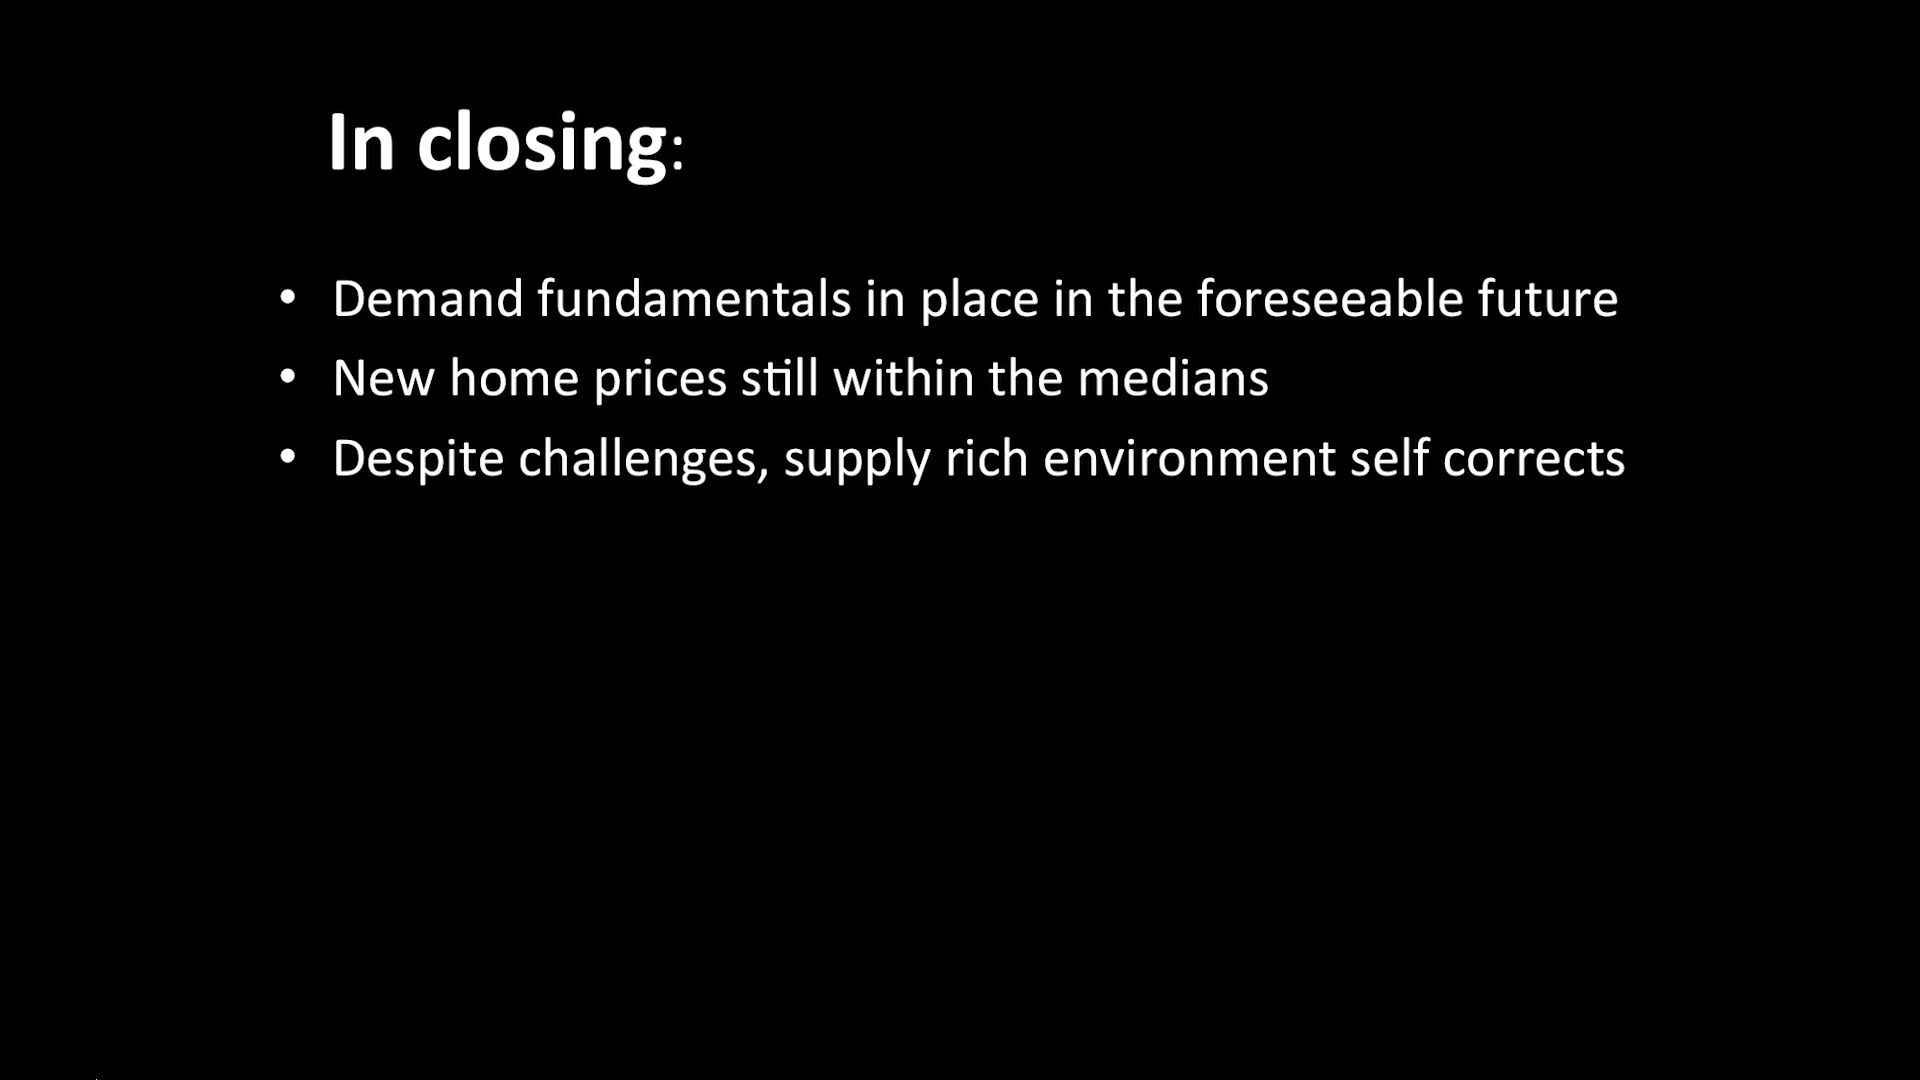 In closing:
• Demand fundamentals in place in the foreseeable future
• New home prices still within the medians
• Despite challenges, supply rich environment self corrects